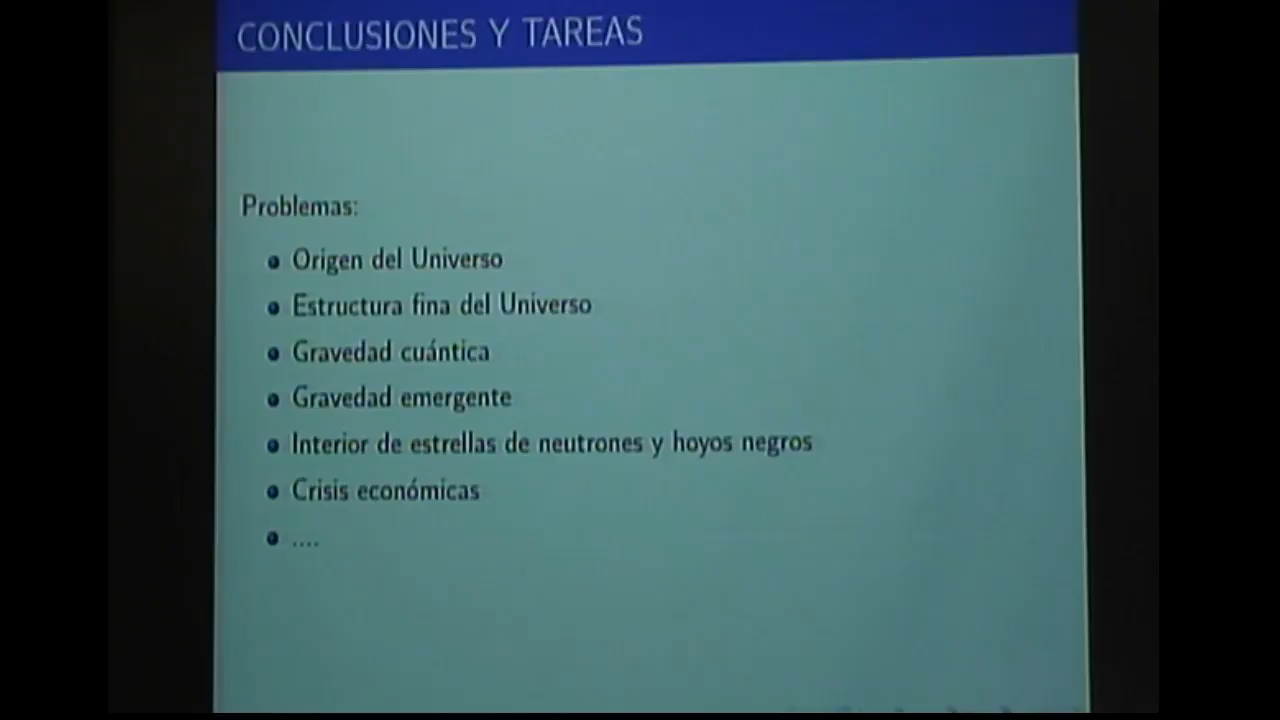 CONCLUSIONES Y TAREAS
Problemas:
Origen del Universo
Estructura fina del Universo
Gravedad cuántica
Gravedad emergente
Interior de estrellas de neutrones y hoyos negros
Crisis económicas
....